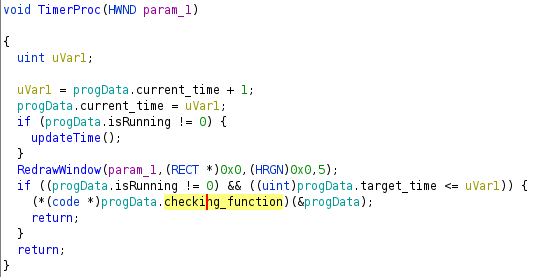 void TimerProc(HWND param_1)
{
uint uVar1;
uVar1 = progData.current_time + 1;
progData.current_time = uVar1;
if (progData.isRunning != 0) {
updateTime();
}
RedrawWindow(param_1,(RECT *)0x0,(HRGN)0x0,5);
if ((progData.isRunning != 0) && ((uint)progData.target_time <= uVar1)) {
(*(code *)progData.checking_function)(&progData);
return;
}
return;
}